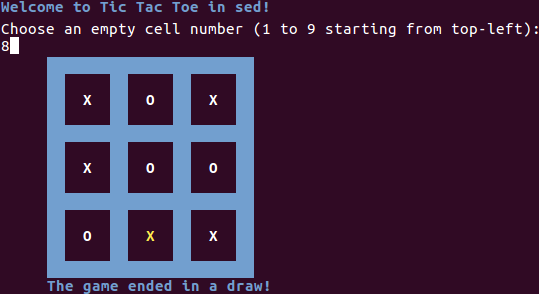 Welcome to Tic Tac Toe in sed!
Choose an empty cell number (1 to 9 starting from top-left):
8
X O X
X O O
O X X
The game ended in a draw!